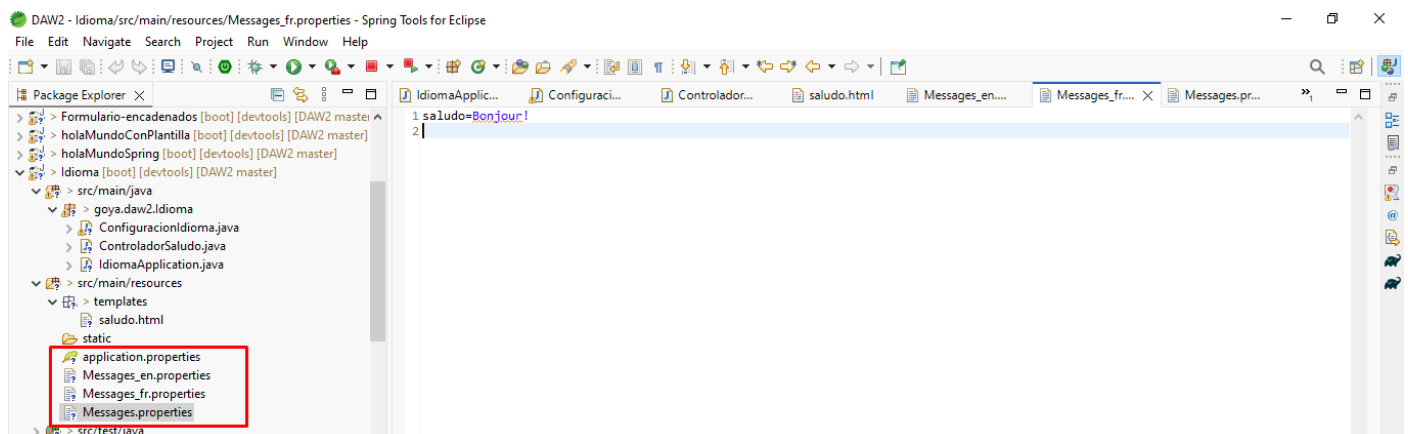 DAW2 - Idioma/src/main/resources/Messages_fr.properties - Spring Tools for Eclipse
File Edit Navigate Search Project Run Window Help
Package Explorer
IdiomaApplic... Configuraci... Controlador... saludo.html Messages_en.... Messages_fr.... Messages.pr... »1
> Formulario-encadenados [boot] [devtools] [DAW2 master
> holaMundoConPlantilla [boot] [devtools] [DAW2 master]
> holaMundoSpring [boot] [devtools] [DAW2 master]
> Idioma [boot] [devtools] [DAW2 master]
> src/main/java
> goya.daw2.Idioma
ConfiguracionIdioma.java
ControladorSaludo.java
IdiomaApplication.java
> src/main/resources
> templates
saludo.html
static
application.properties
Messages_en.properties
Messages_fr.properties
Messages.properties
> src/test/java
1 saludo=Bonjour!
2